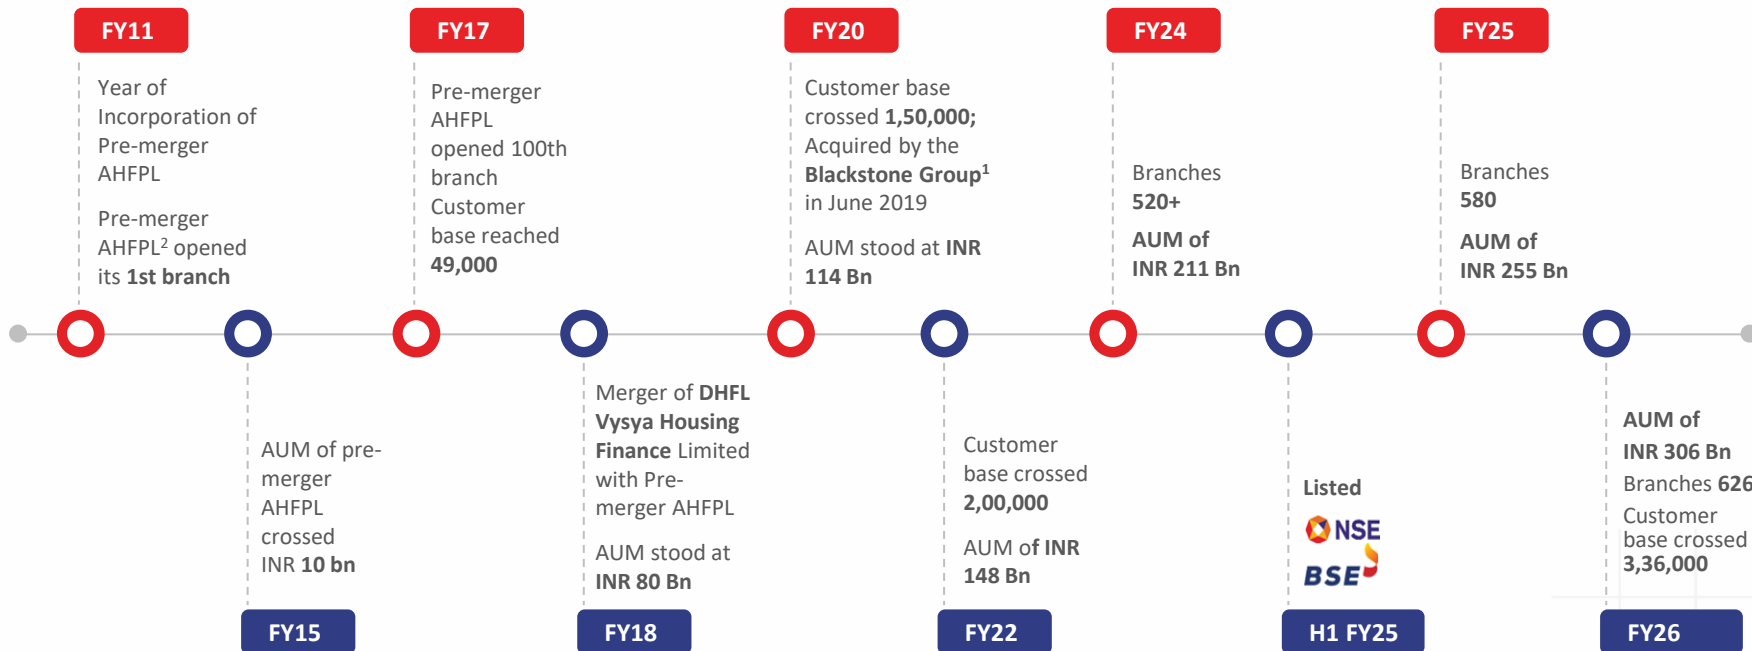 FY11
Year of
Incorporation of
Pre-merger
AHFPL
Pre-merger
AHFPL2 opened
its 1st branch
FY17
Pre-merger
AHFPL
opened 100th
branch
Customer
base reached
49,000
FY20
Customer base
crossed 1,50,000;
Acquired by the
Blackstone Group1
in June 2019
AUM stood at INR
114 Bn
FY24
Branches
520+
AUM of
INR 211 Bn
FY25
Branches
580
AUM of
INR 255 Bn
AUM of pre-
merger
AHFPL
crossed
INR 10 bn
FY15
Merger of DHFL
Vysya Housing
Finance Limited
with Pre-
merger AHFPL
AUM stood at
INR 80 Bn
FY18
Customer
base crossed
2,00,000
AUM of INR
148 Bn
FY22
Listed
NSE
BSE
H1 FY25
AUM of
INR 306 Bn
Branches 626
Customer
base crossed
3,36,000
FY26